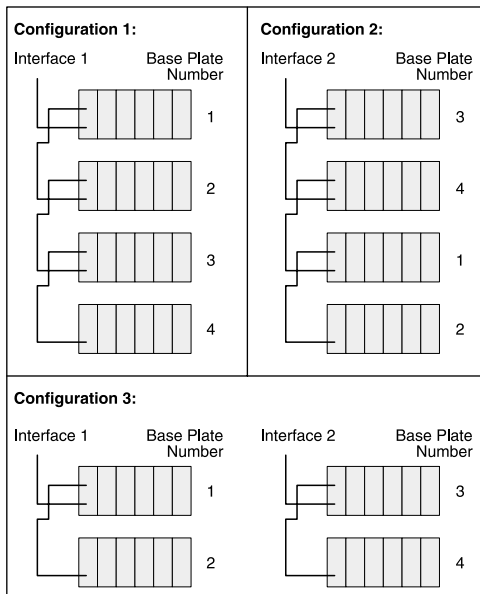 Configuration 1:
Interface 1
Base Plate
Number
1
2
3
4
Configuration 2:
Interface 2
Base Plate
Number
3
4
1
2
Configuration 3:
Interface 1
Base Plate
Number
1
2
Interface 2
Base Plate
Number
3
4